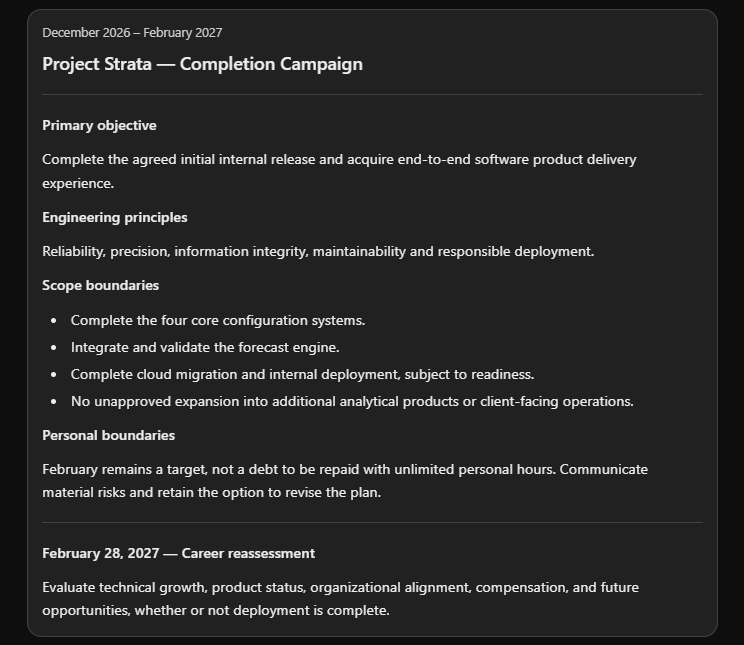 December 2026 – February 2027
Project Strata — Completion Campaign
Primary objective
Complete the agreed initial internal release and acquire end-to-end software product delivery
experience.
Engineering principles
Reliability, precision, information integrity, maintainability and responsible deployment.
Scope boundaries
• Complete the four core configuration systems.
• Integrate and validate the forecast engine.
• Complete cloud migration and internal deployment, subject to readiness.
• No unapproved expansion into additional analytical products or client-facing operations.
Personal boundaries
February remains a target, not a debt to be repaid with unlimited personal hours. Communicate
material risks and retain the option to revise the plan.
February 28, 2027 — Career reassessment
Evaluate technical growth, product status, organizational alignment, compensation, and future
opportunities, whether or not deployment is complete.